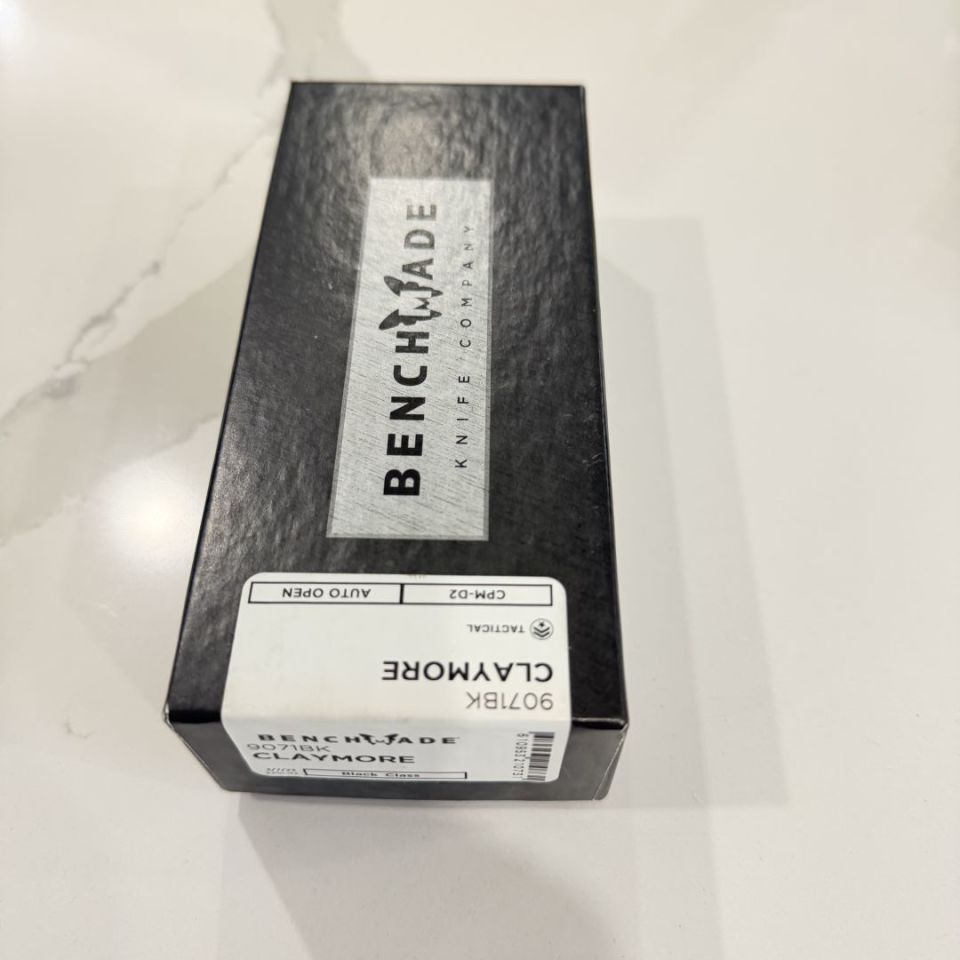 BENCHMADE
KNIFE COMPANY
9071BK
CLAYMORE
TACTICAL
CPM-D2 AUTO OPEN
BENCHMADE
9071BK
CLAYMORE
Black Class